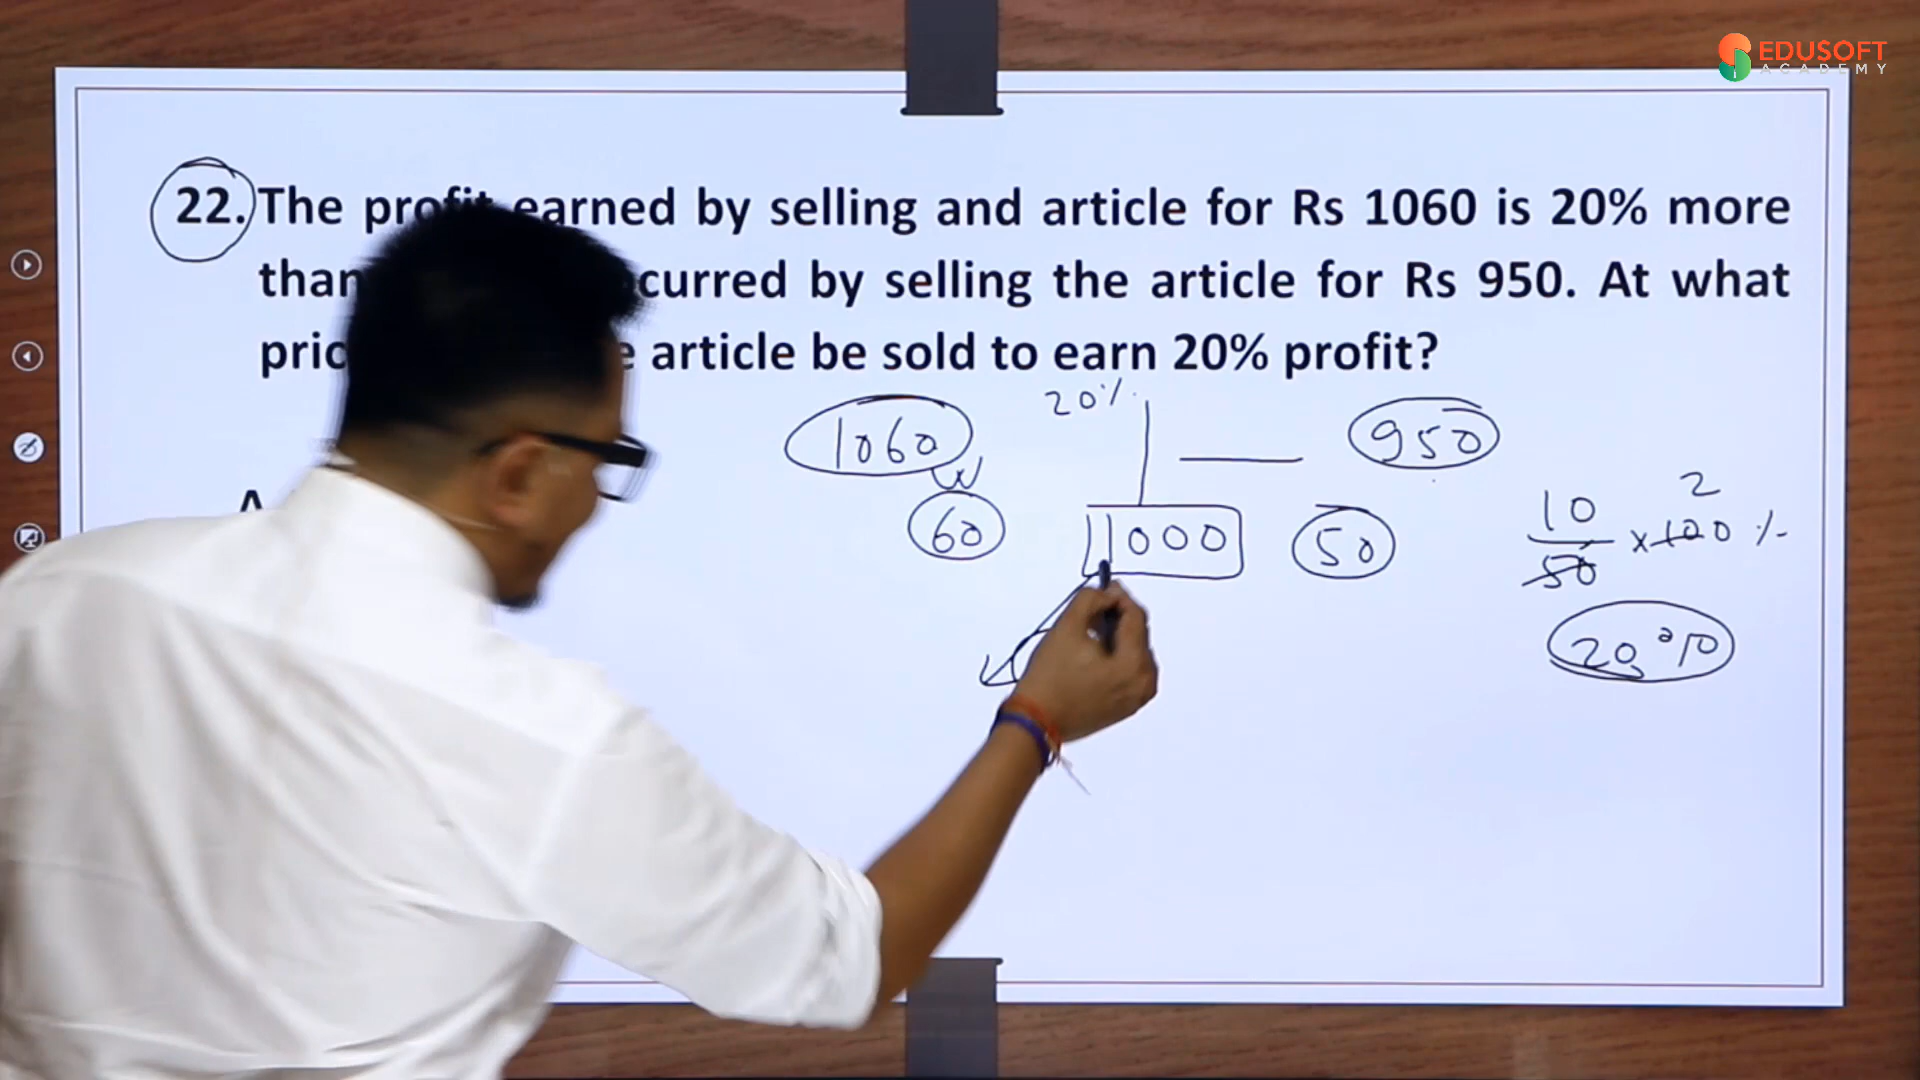 EDUSOFT
ACADEMY
22. The profit earned by selling and article for Rs 1060 is 20% more
than curred by selling the article for Rs 950. At what
pric e article be sold to earn 20% profit?
20%
1060 950
60 1000 50
10/50 × 100 %
2
20%
A